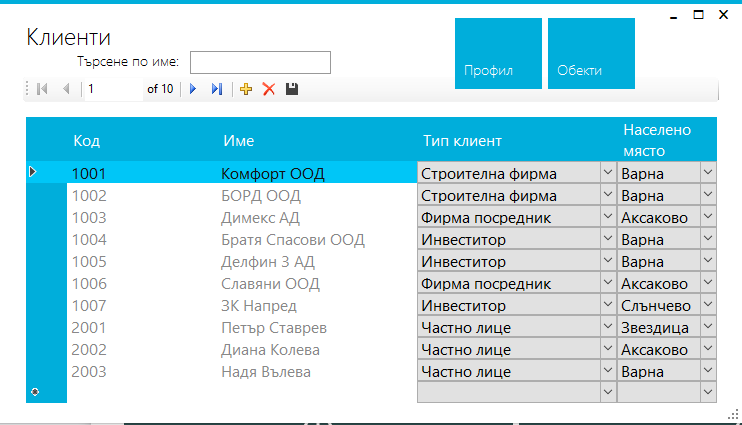 Клиенти
Търсене по име:
Профил
Обекти
1 of 10
Код Име Тип клиент Населено място
1001 Комфорт ООД Строителна фирма Варна
1002 БОРД ООД Строителна фирма Варна
1003 Димекс АД Фирма посредник Аксаково
1004 Братя Спасови ООД Инвеститор Варна
1005 Делфин 3 АД Инвеститор Варна
1006 Славяни ООД Фирма посредник Аксаково
1007 ЗК Напред Инвеститор Слънчево
2001 Петър Ставрев Частно лице Звездица
2002 Диана Колева Частно лице Аксаково
2003 Надя Вълева Частно лице Варна